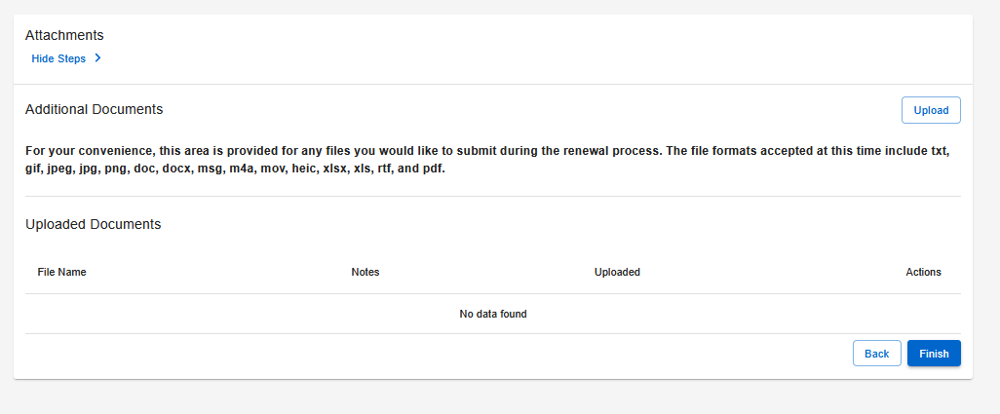 Attachments
Hide Steps
Additional Documents
Upload
For your convenience, this area is provided for any files you would like to submit during the renewal process. The file formats accepted at this time include txt,
gif, jpeg, jpg, png, doc, docx, msg, m4a, mov, heic, xlsx, xls, rtf, and pdf.
Uploaded Documents
File Name Notes Uploaded Actions
No data found
Back Finish